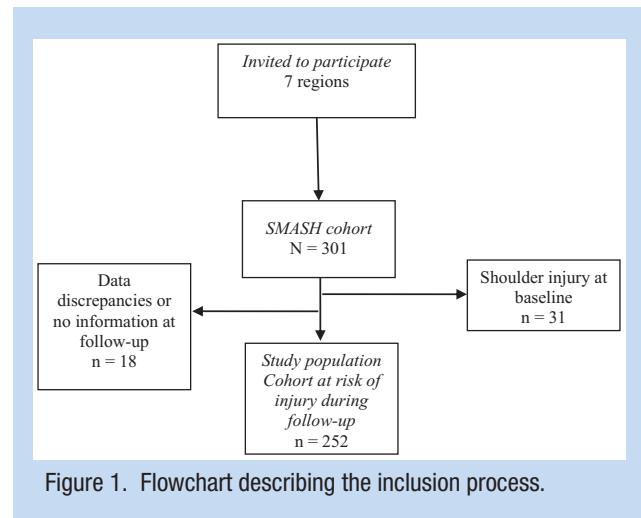 Invited to participate
7 regions
SMASH cohort
N = 301
Data
discrepancies or
no information at
follow-up
n = 18
Shoulder injury at
baseline
n = 31
Study population
Cohort at risk of
injury during
follow-up
n = 252
Figure 1. Flowchart describing the inclusion process.